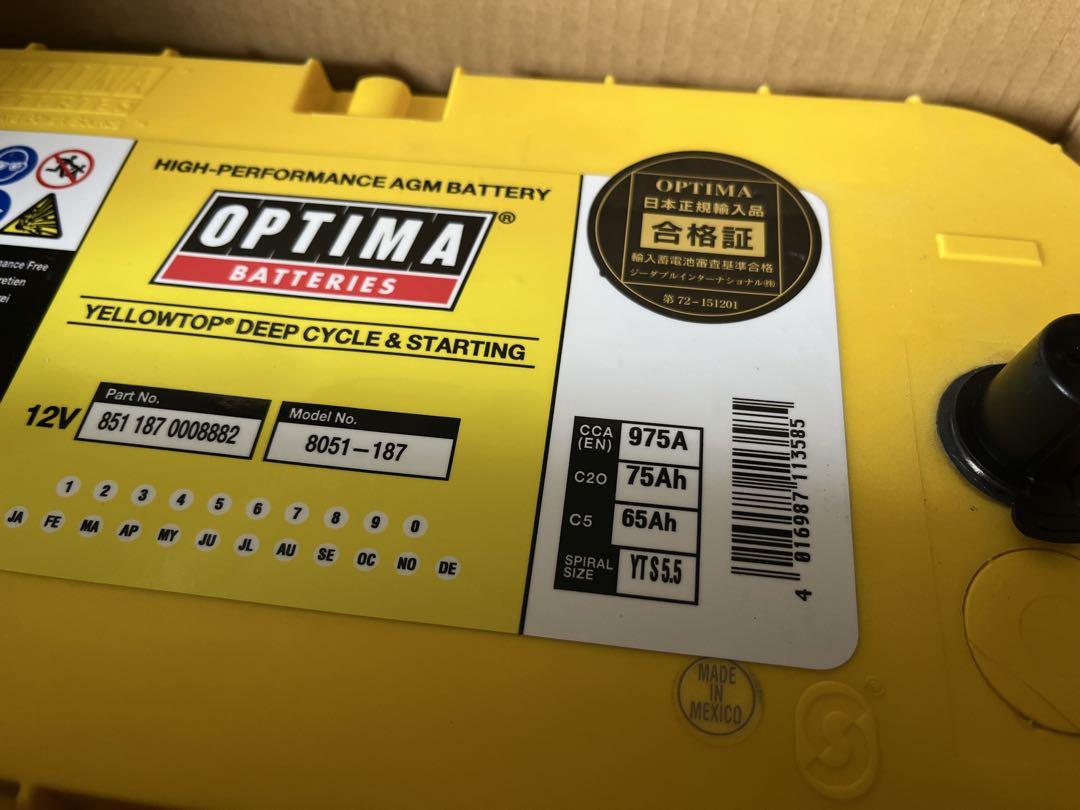 OPTIMA
BATTERIES
HIGH-PERFORMANCE AGM BATTERY
OPTIMA®
BATTERIES
YELLOWTOP® DEEP CYCLE & STARTING
12V
Part No.
851 187 0008882
Model No.
8051-187
1 2 3 4 5 6 7 8 9 0
JA FE MA AP MY JU JL AU SE OC NO DE
OPTIMA
日本正規輸入品
合格証
輸入蓄電池審査基準合格
ジーダブルインターナショナル㈱
第 72-151201
CCA (EN) 975A
C20 75Ah
C5 65Ah
SPIRAL SIZE YT S 5.5
4 016987 113585
MADE
IN
MEXICO